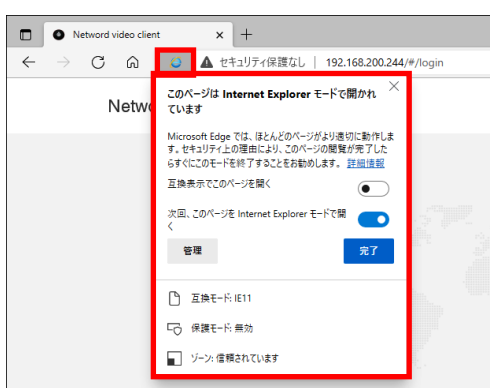 Network video client
セキュリティ保護なし | 192.168.200.244/#/login
Netwo
このページは Internet Explorer モードで開かれ
ています
Microsoft Edge では、ほとんどのページがより適切に動作しま
す。セキュリティ上の理由により、このページの閲覧が完了した
らすぐにこのモードを終了することをお勧めします。 詳細情報
互換表示でこのページを開く
次回、このページを Internet Explorer モードで開
く
管理
完了
互換モード: IE11
保護モード: 無効
ゾーン: 信頼されています